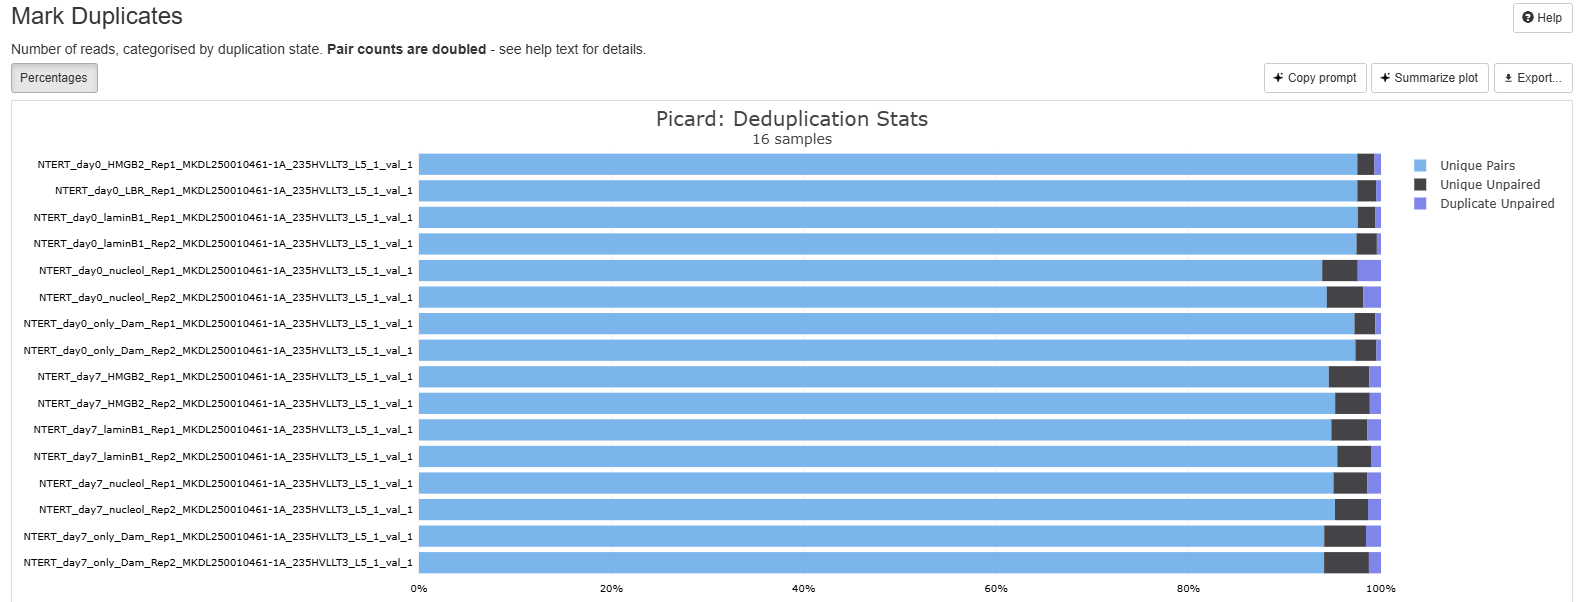 Mark Duplicates
Help
Number of reads, categorised by duplication state. Pair counts are doubled - see help text for details.
Percentages
Copy prompt
Summarize plot
Export...
Picard: Deduplication Stats
16 samples
NTERT_day0_HMGB2_Rep1_MKDL250010461-1A_235HVLLT3_L5_1_val_1
NTERT_day0_LBR_Rep1_MKDL250010461-1A_235HVLLT3_L5_1_val_1
NTERT_day0_laminB1_Rep1_MKDL250010461-1A_235HVLLT3_L5_1_val_1
NTERT_day0_laminB1_Rep2_MKDL250010461-1A_235HVLLT3_L5_1_val_1
NTERT_day0_nucleol_Rep1_MKDL250010461-1A_235HVLLT3_L5_1_val_1
NTERT_day0_nucleol_Rep2_MKDL250010461-1A_235HVLLT3_L5_1_val_1
NTERT_day0_only_Dam_Rep1_MKDL250010461-1A_235HVLLT3_L5_1_val_1
NTERT_day0_only_Dam_Rep2_MKDL250010461-1A_235HVLLT3_L5_1_val_1
NTERT_day7_HMGB2_Rep1_MKDL250010461-1A_235HVLLT3_L5_1_val_1
NTERT_day7_HMGB2_Rep2_MKDL250010461-1A_235HVLLT3_L5_1_val_1
NTERT_day7_laminB1_Rep1_MKDL250010461-1A_235HVLLT3_L5_1_val_1
NTERT_day7_laminB1_Rep2_MKDL250010461-1A_235HVLLT3_L5_1_val_1
NTERT_day7_nucleol_Rep1_MKDL250010461-1A_235HVLLT3_L5_1_val_1
NTERT_day7_nucleol_Rep2_MKDL250010461-1A_235HVLLT3_L5_1_val_1
NTERT_day7_only_Dam_Rep1_MKDL250010461-1A_235HVLLT3_L5_1_val_1
NTERT_day7_only_Dam_Rep2_MKDL250010461-1A_235HVLLT3_L5_1_val_1
0% 20% 40% 60% 80% 100%
Unique Pairs
Unique Unpaired
Duplicate Unpaired